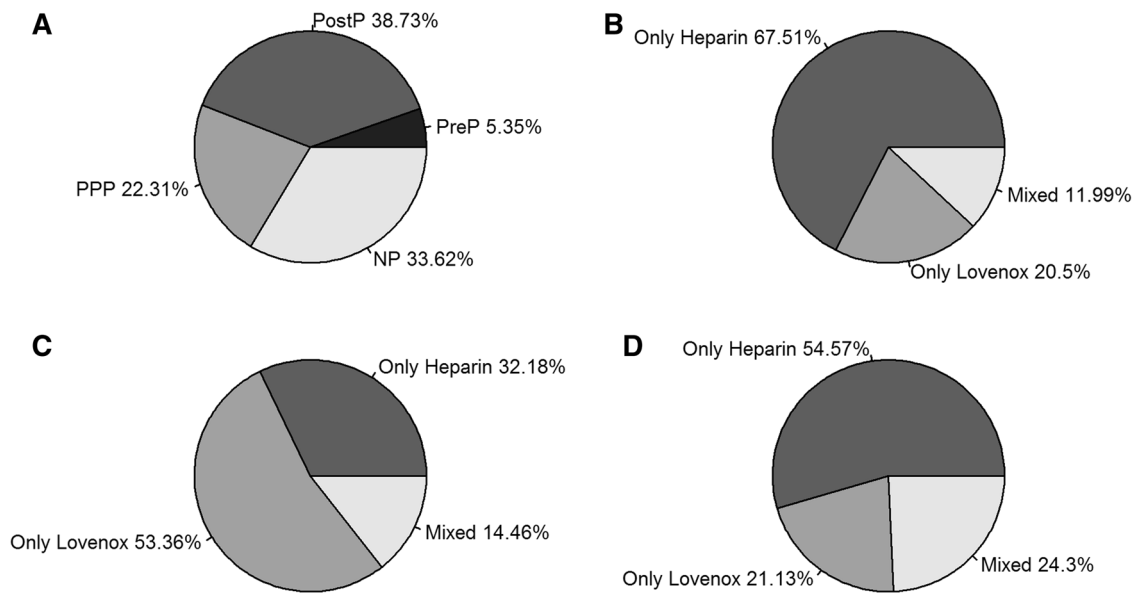 A
PostP 38.73%
PreP 5.35%
PPP 22.31%
NP 33.62%
B
Only Heparin 67.51%
Mixed 11.99%
Only Lovenox 20.5%
C
Only Heparin 32.18%
Only Lovenox 53.36%
Mixed 14.46%
D
Only Heparin 54.57%
Only Lovenox 21.13%
Mixed 24.3%